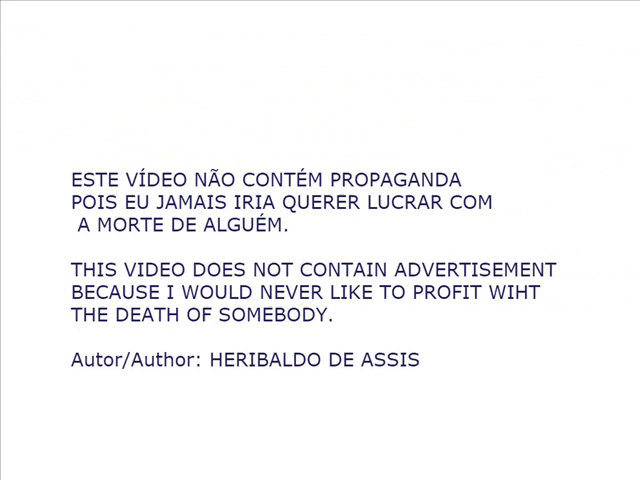 ESTE VÍDEO NÃO CONTÉM PROPAGANDA
POIS EU JAMAIS IRIA QUERER LUCRAR COM
A MORTE DE ALGUÉM.
THIS VIDEO DOES NOT CONTAIN ADVERTISEMENT
BECAUSE I WOULD NEVER LIKE TO PROFIT WIHT
THE DEATH OF SOMEBODY.
Autor/Author: HERIBALDO DE ASSIS